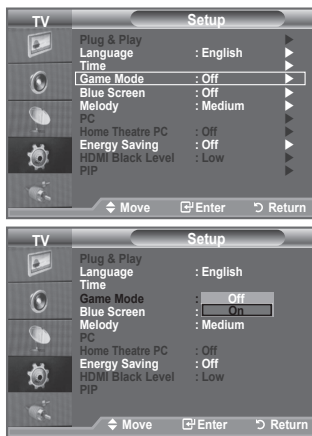 TV Setup
Plug & Play
Language : English
Time
Game Mode : Off
Blue Screen : Off
Melody : Medium
PC
Home Theatre PC : Off
Energy Saving : Off
HDMI Black Level : Low
PIP
Move Enter Return
TV Setup
Plug & Play
Language : English
Time
Game Mode : Off
Blue Screen : On
Melody : Medium
PC
Home Theatre PC : Off
Energy Saving : Off
HDMI Black Level : Low
PIP
Move Enter Return